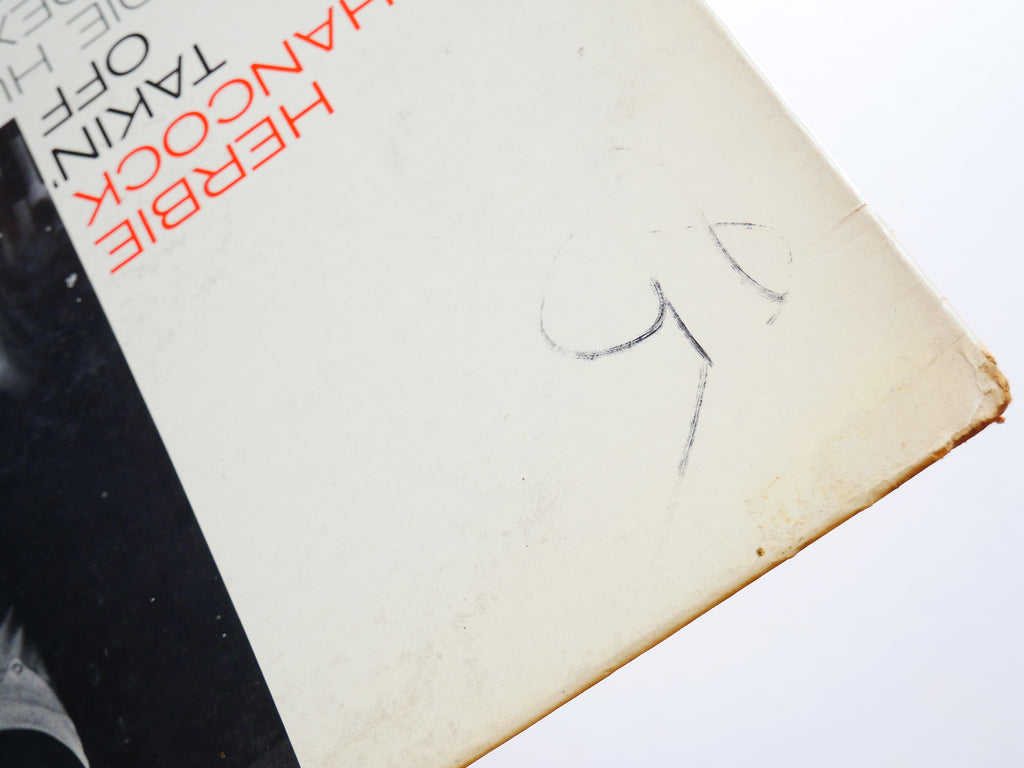 HERBIE
HANCOCK
TAKIN'
OFF